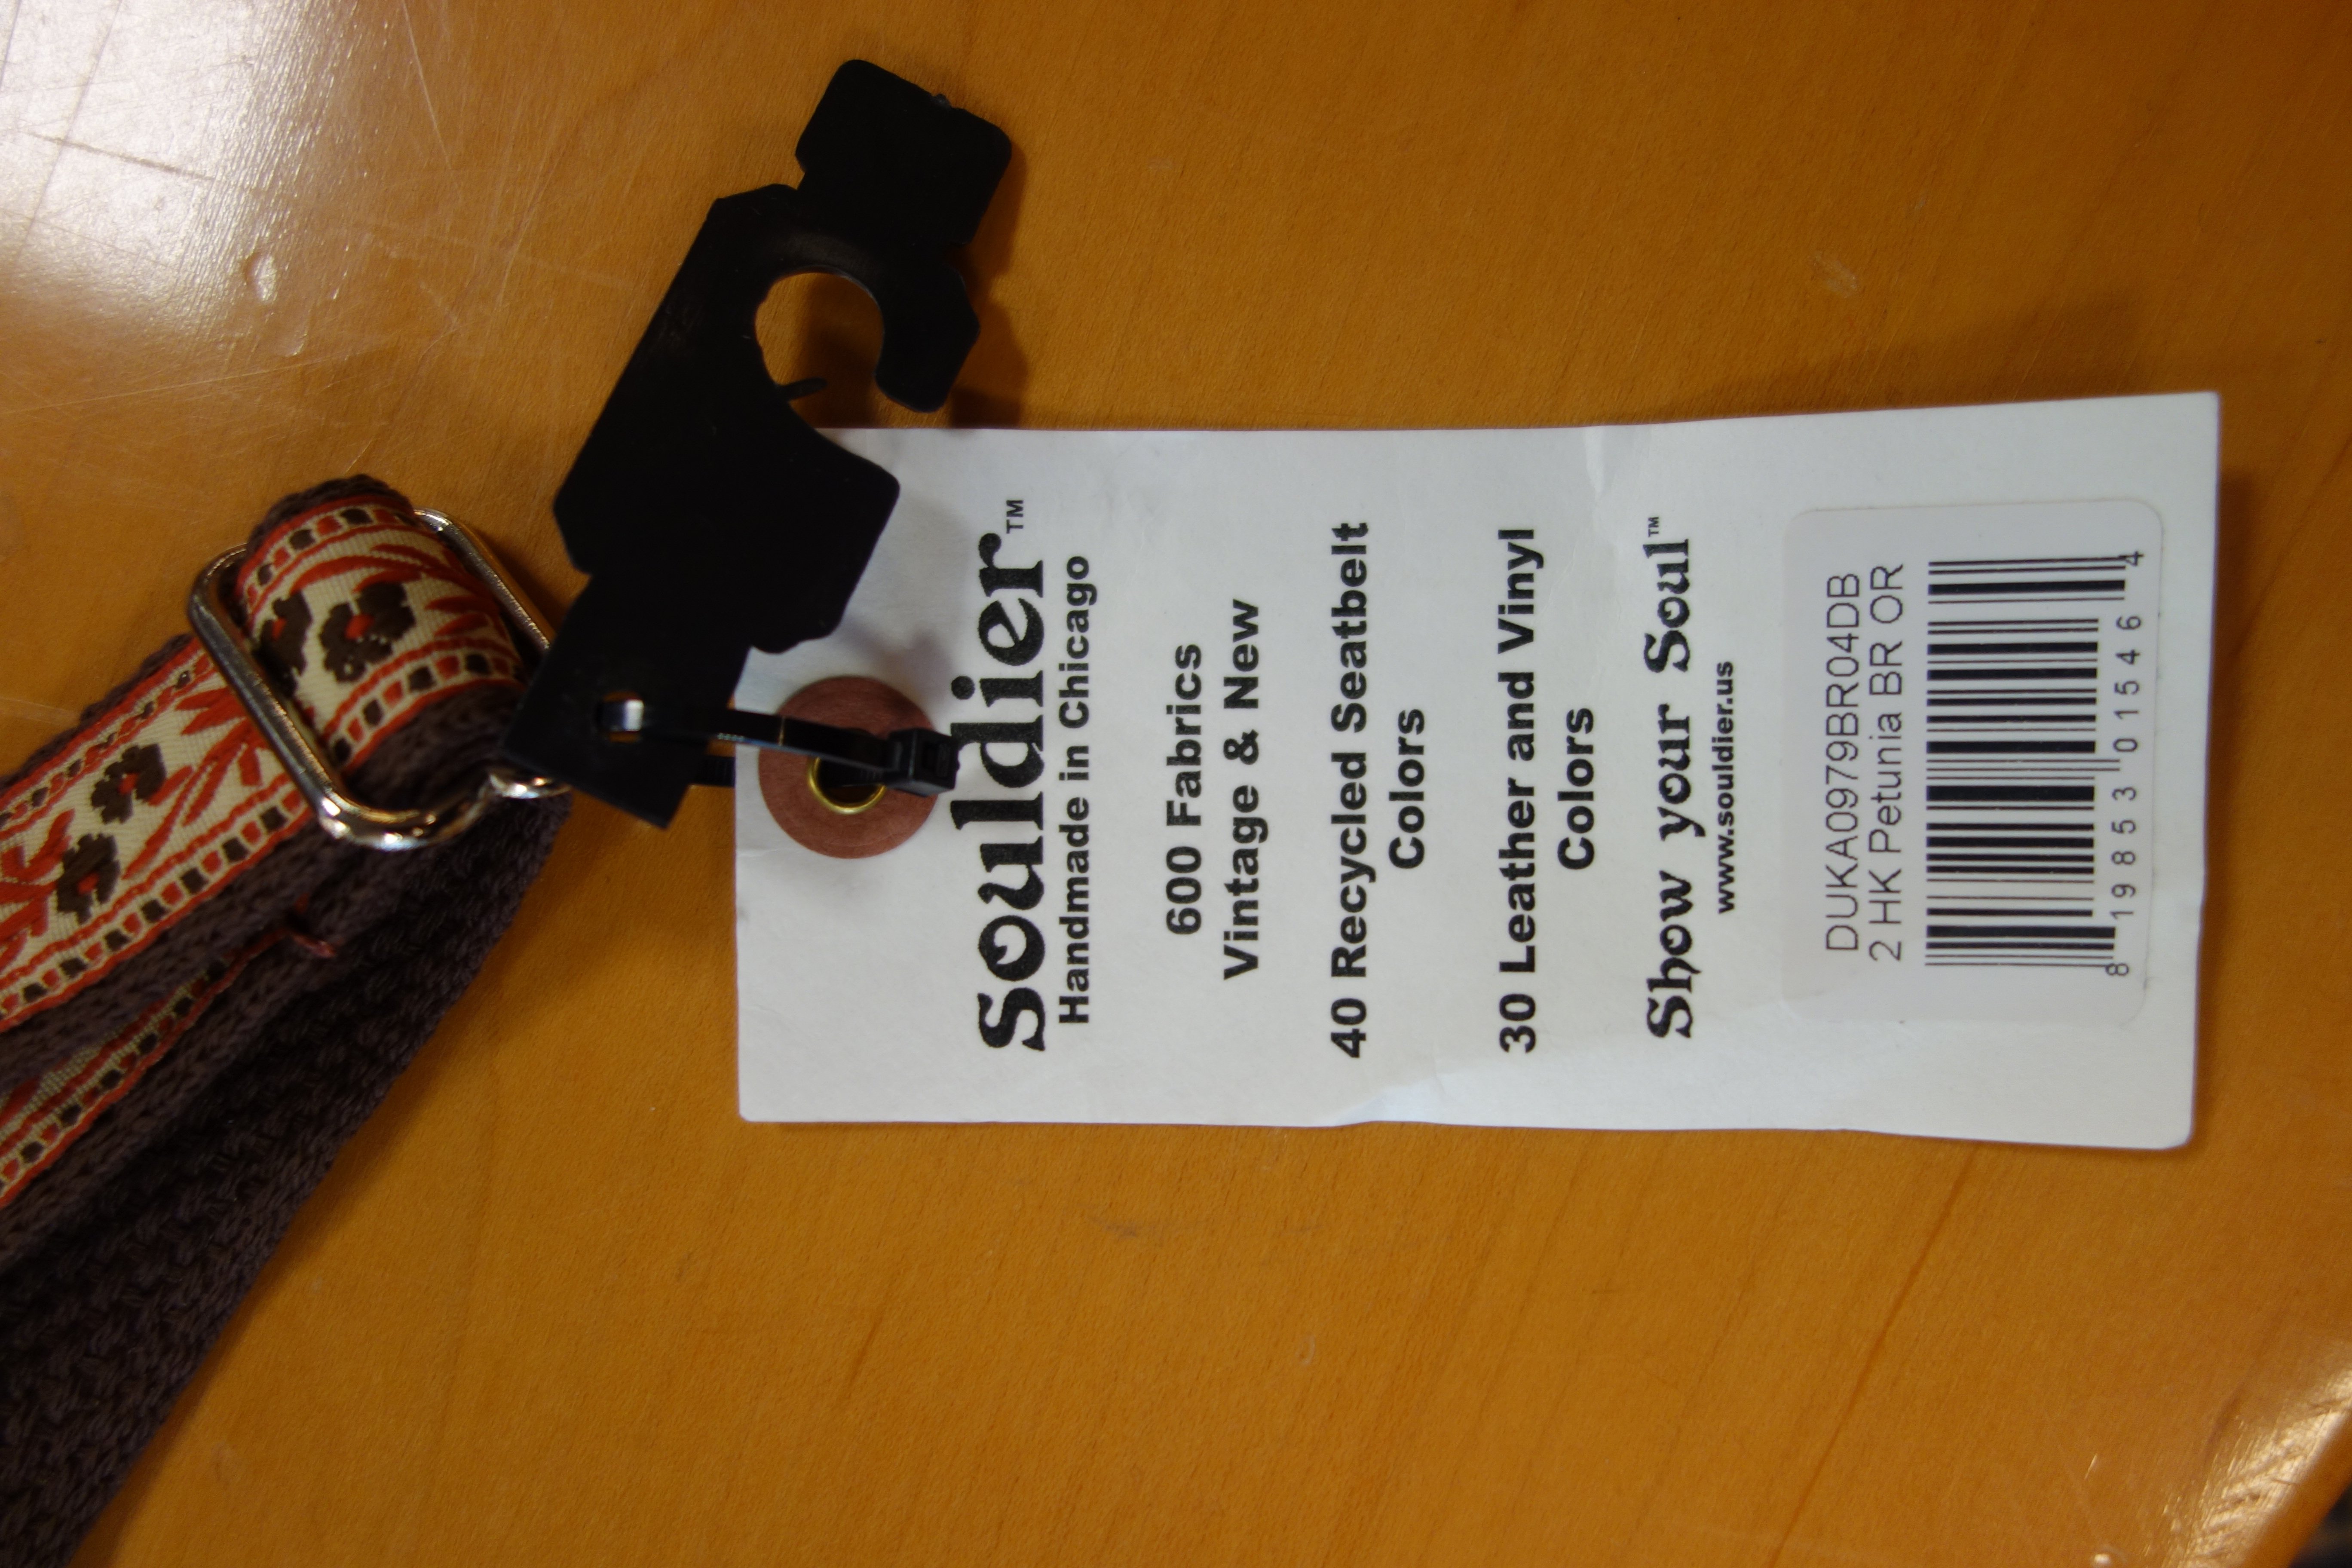 Souldier™
Handmade in Chicago
600 Fabrics
Vintage & New
40 Recycled Seatbelt
Colors
30 Leather and Vinyl
Colors
Show your Soul™
www.souldier.us
DUKA0979BR04DB
2 HK Petunia BR OR
8 19853 01546 4